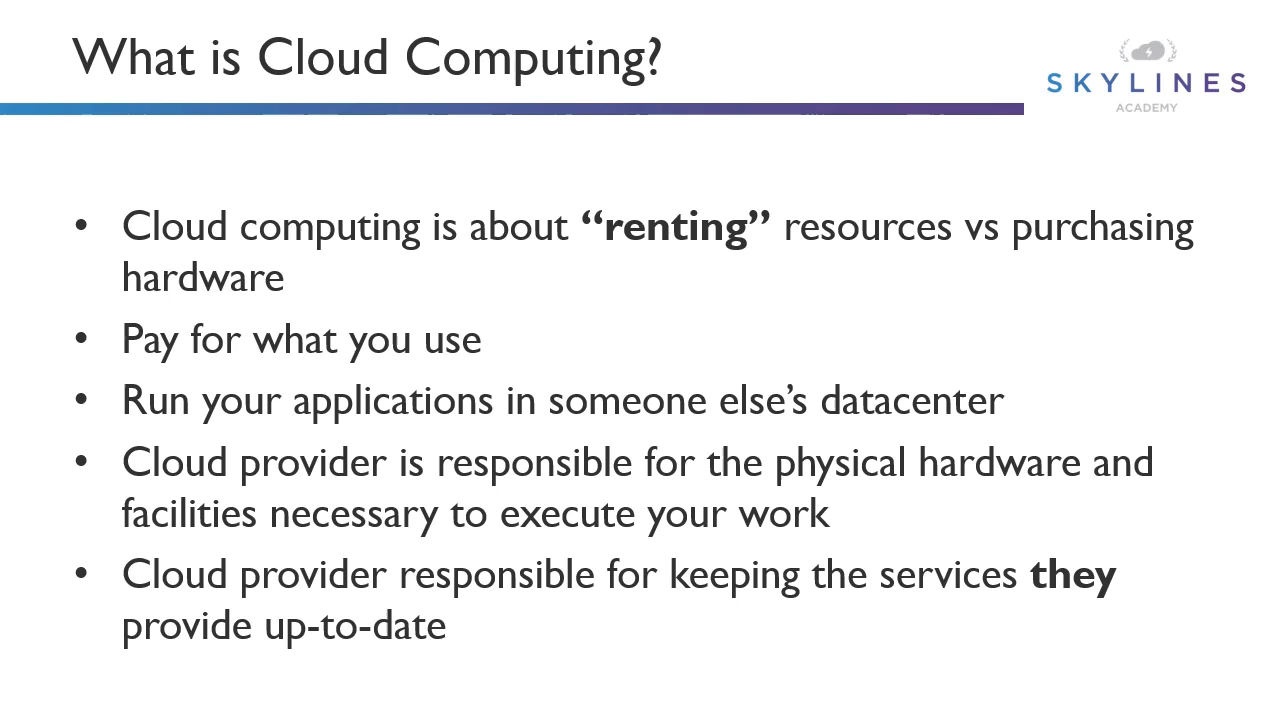 What is Cloud Computing?
SKYLINES
ACADEMY
• Cloud computing is about “renting” resources vs purchasing
hardware
• Pay for what you use
• Run your applications in someone else’s datacenter
• Cloud provider is responsible for the physical hardware and
facilities necessary to execute your work
• Cloud provider responsible for keeping the services they
provide up-to-date